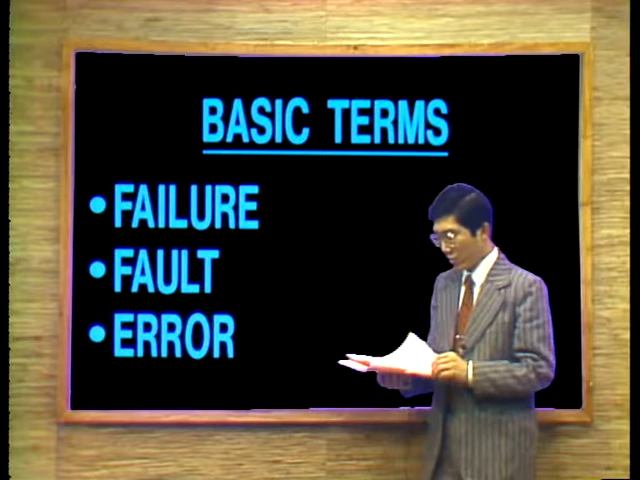 BASIC TERMS
• FAILURE
• FAULT
• ERROR